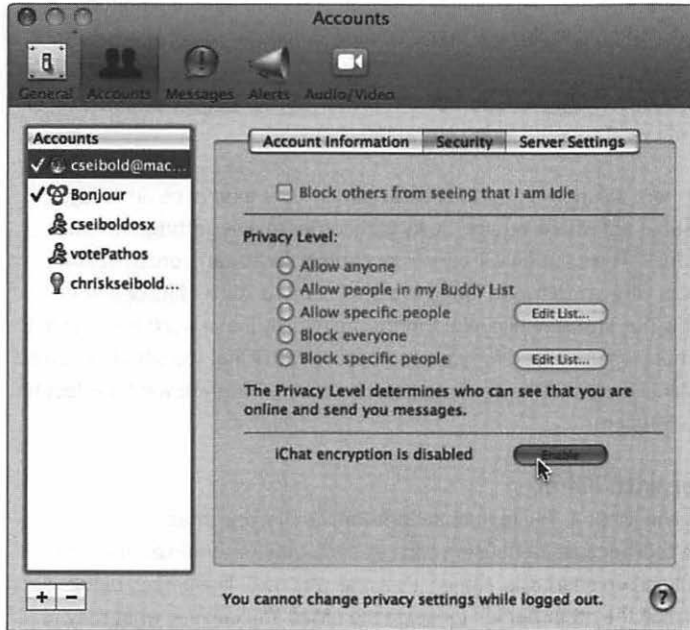 Accounts
General Accounts Messages Alerts Audio/Video
Accounts
cseibold@mac...
Bonjour
cseiboldosx
votePathos
chriskseibold...
Account Information Security Server Settings
Block others from seeing that I am Idle
Privacy Level:
Allow anyone
Allow people in my Buddy List
Allow specific people Edit List...
Block everyone
Block specific people Edit List...
The Privacy Level determines who can see that you are
online and send you messages.
iChat encryption is disabled Enable
+ − You cannot change privacy settings while logged out. ?